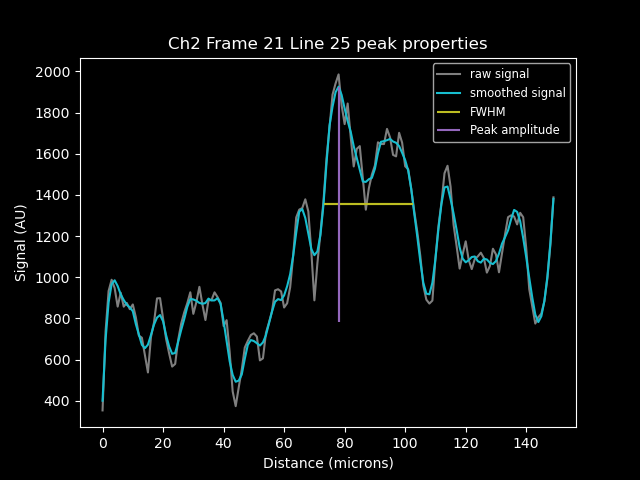 Ch2 Frame 21 Line 25 peak properties
raw signal
smoothed signal
FWHM
Peak amplitude
Signal (AU)
2000
1800
1600
1400
1200
1000
800
600
400
0 20 40 60 80 100 120 140
Distance (microns)